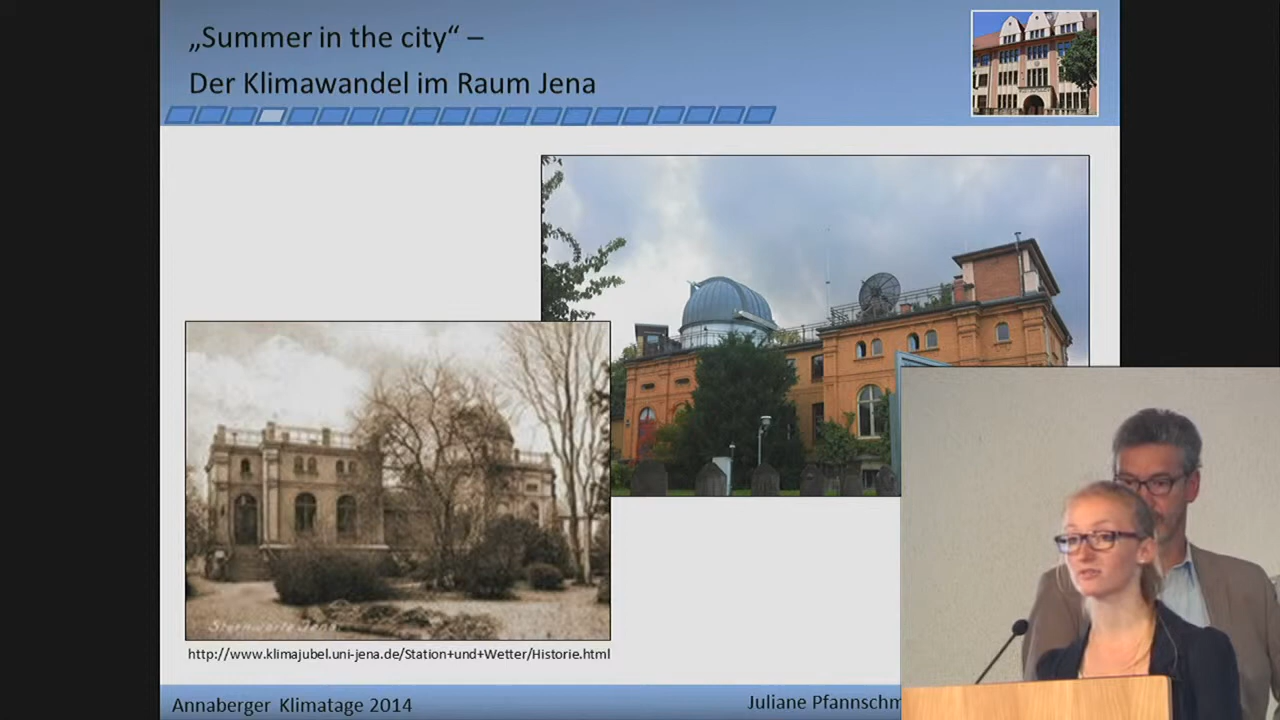 „Summer in the city“ –
Der Klimawandel im Raum Jena
Sternwarte Jena
http://www.klimajubel.uni-jena.de/Station+und+Wetter/Historie.html
Annaberger Klimatage 2014
Juliane Pfannschm